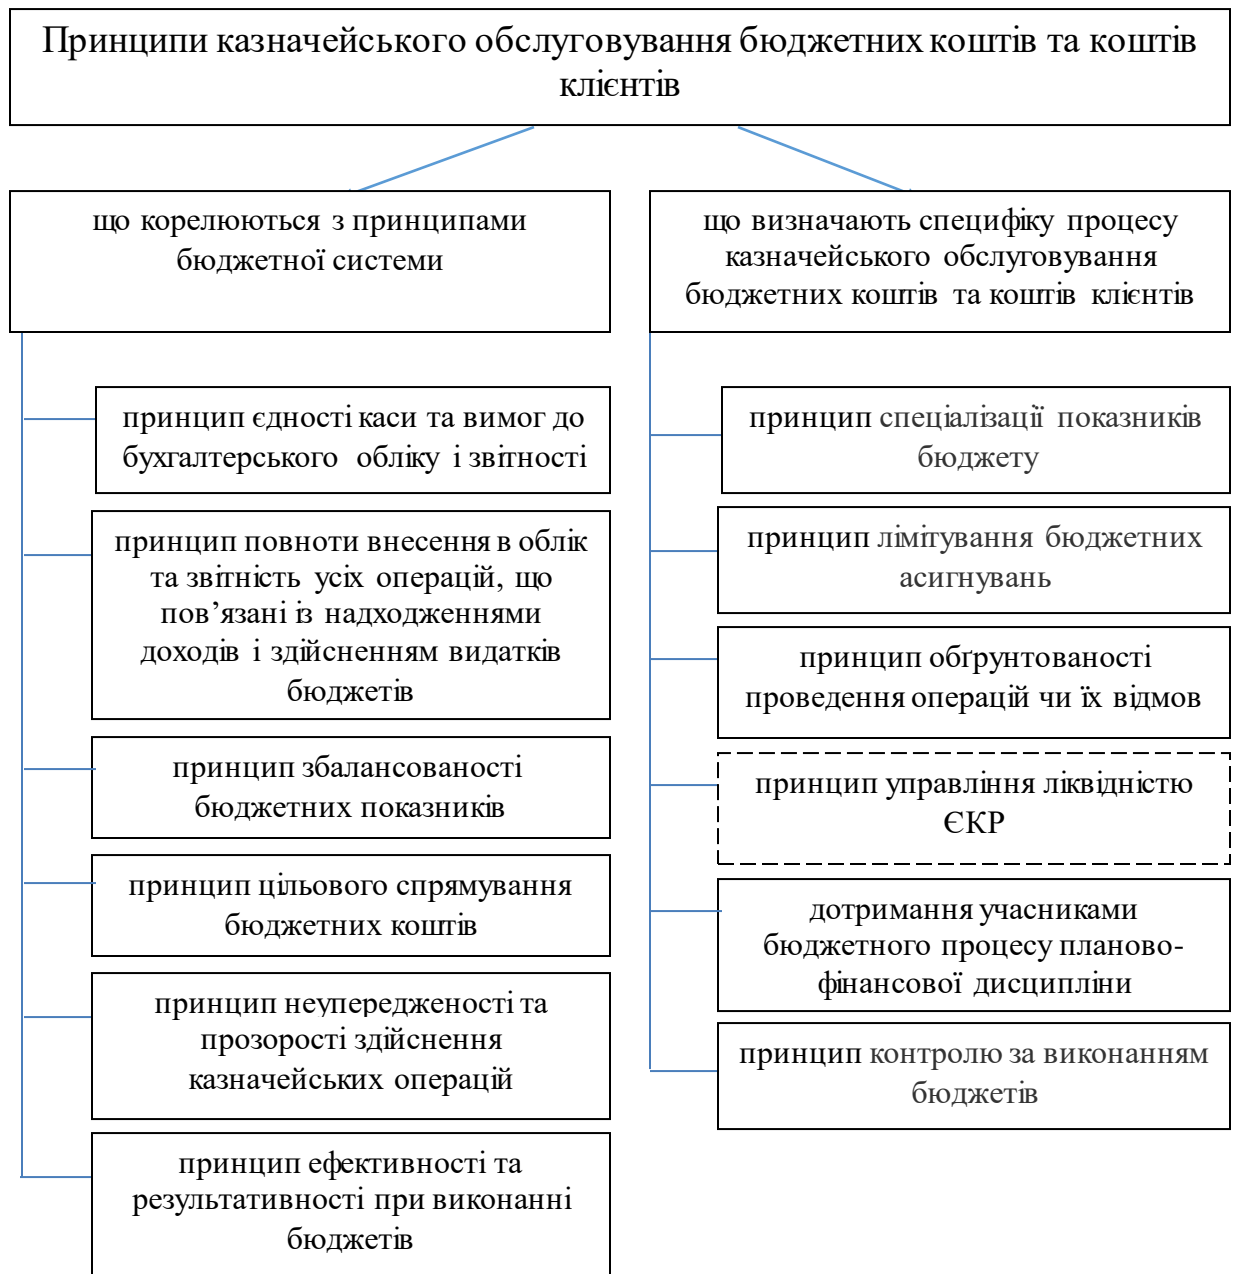 Принципи казначейського обслуговування бюджетних коштів та коштів
клієнтів
що корелюються з принципами
бюджетної системи
що визначають специфіку процесу
казначейського обслуговування
бюджетних коштів та коштів клієнтів
принцип єдності каси та вимог до
бухгалтерського обліку і звітності
принцип повноти внесення в облік
та звітність усіх операцій, що
пов’язані із надходженнями
доходів і здійсненням видатків
бюджетів
принцип збалансованості
бюджетних показників
принцип цільового спрямування
бюджетних коштів
принцип неупередженості та
прозорості здійснення
казначейських операцій
принцип ефективності та
результативності при виконанні
бюджетів
принцип спеціалізації показників
бюджету
принцип лімітування бюджетних
асигнувань
принцип обґрунтованості
проведення операцій чи їх відмов
принцип управління ліквідністю
ЄКР
дотримання учасниками
бюджетного процесу планово-
фінансової дисципліни
принцип контролю за виконанням
бюджетів